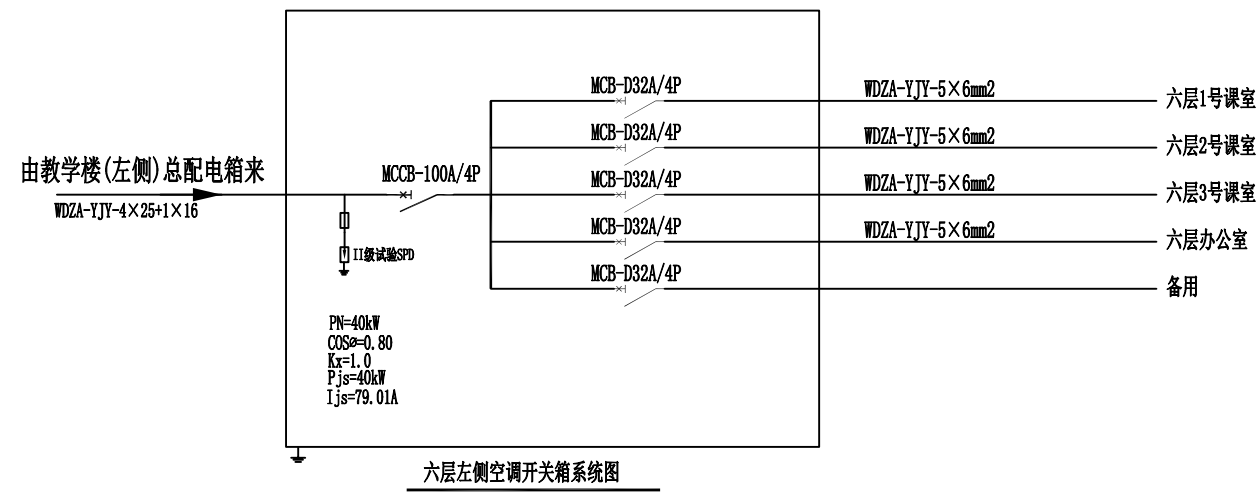 MCB-D32A/4P
WDZA-YJY-5×6mm2
六层1号课室
MCB-D32A/4P
WDZA-YJY-5×6mm2
六层2号课室
由教学楼(左侧)总配电箱来
WDZA-YJY-4×25+1×16
MCCB-100A/4P
MCB-D32A/4P
WDZA-YJY-5×6mm2
六层3号课室
MCB-D32A/4P
WDZA-YJY-5×6mm2
六层办公室
II级试验SPD
MCB-D32A/4P
备用
PN=40kW
COSø=0.80
Kx=1.0
Pjs=40kW
Ijs=79.01A
六层左侧空调开关箱系统图